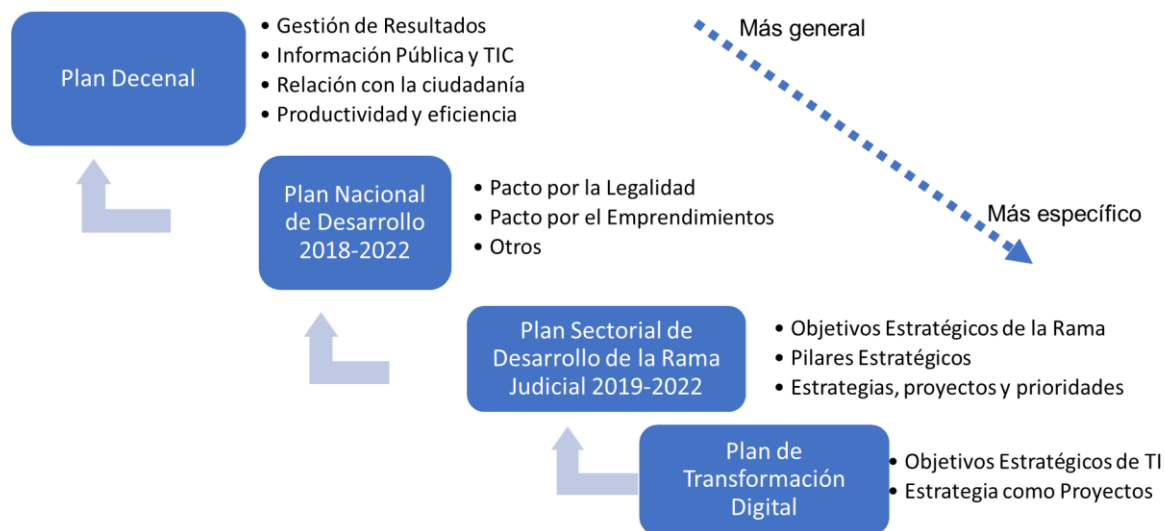 Plan Decenal
• Gestión de Resultados
• Información Pública y TIC
• Relación con la ciudadanía
• Productividad y eficiencia
Más general
Más específico
Plan Nacional
de Desarrollo
2018-2022
• Pacto por la Legalidad
• Pacto por el Emprendimientos
• Otros
Plan Sectorial de
Desarrollo de la Rama
Judicial 2019-2022
• Objetivos Estratégicos de la Rama
• Pilares Estratégicos
• Estrategias, proyectos y prioridades
Plan de
Transformación
Digital
• Objetivos Estratégicos de TI
• Estrategia como Proyectos